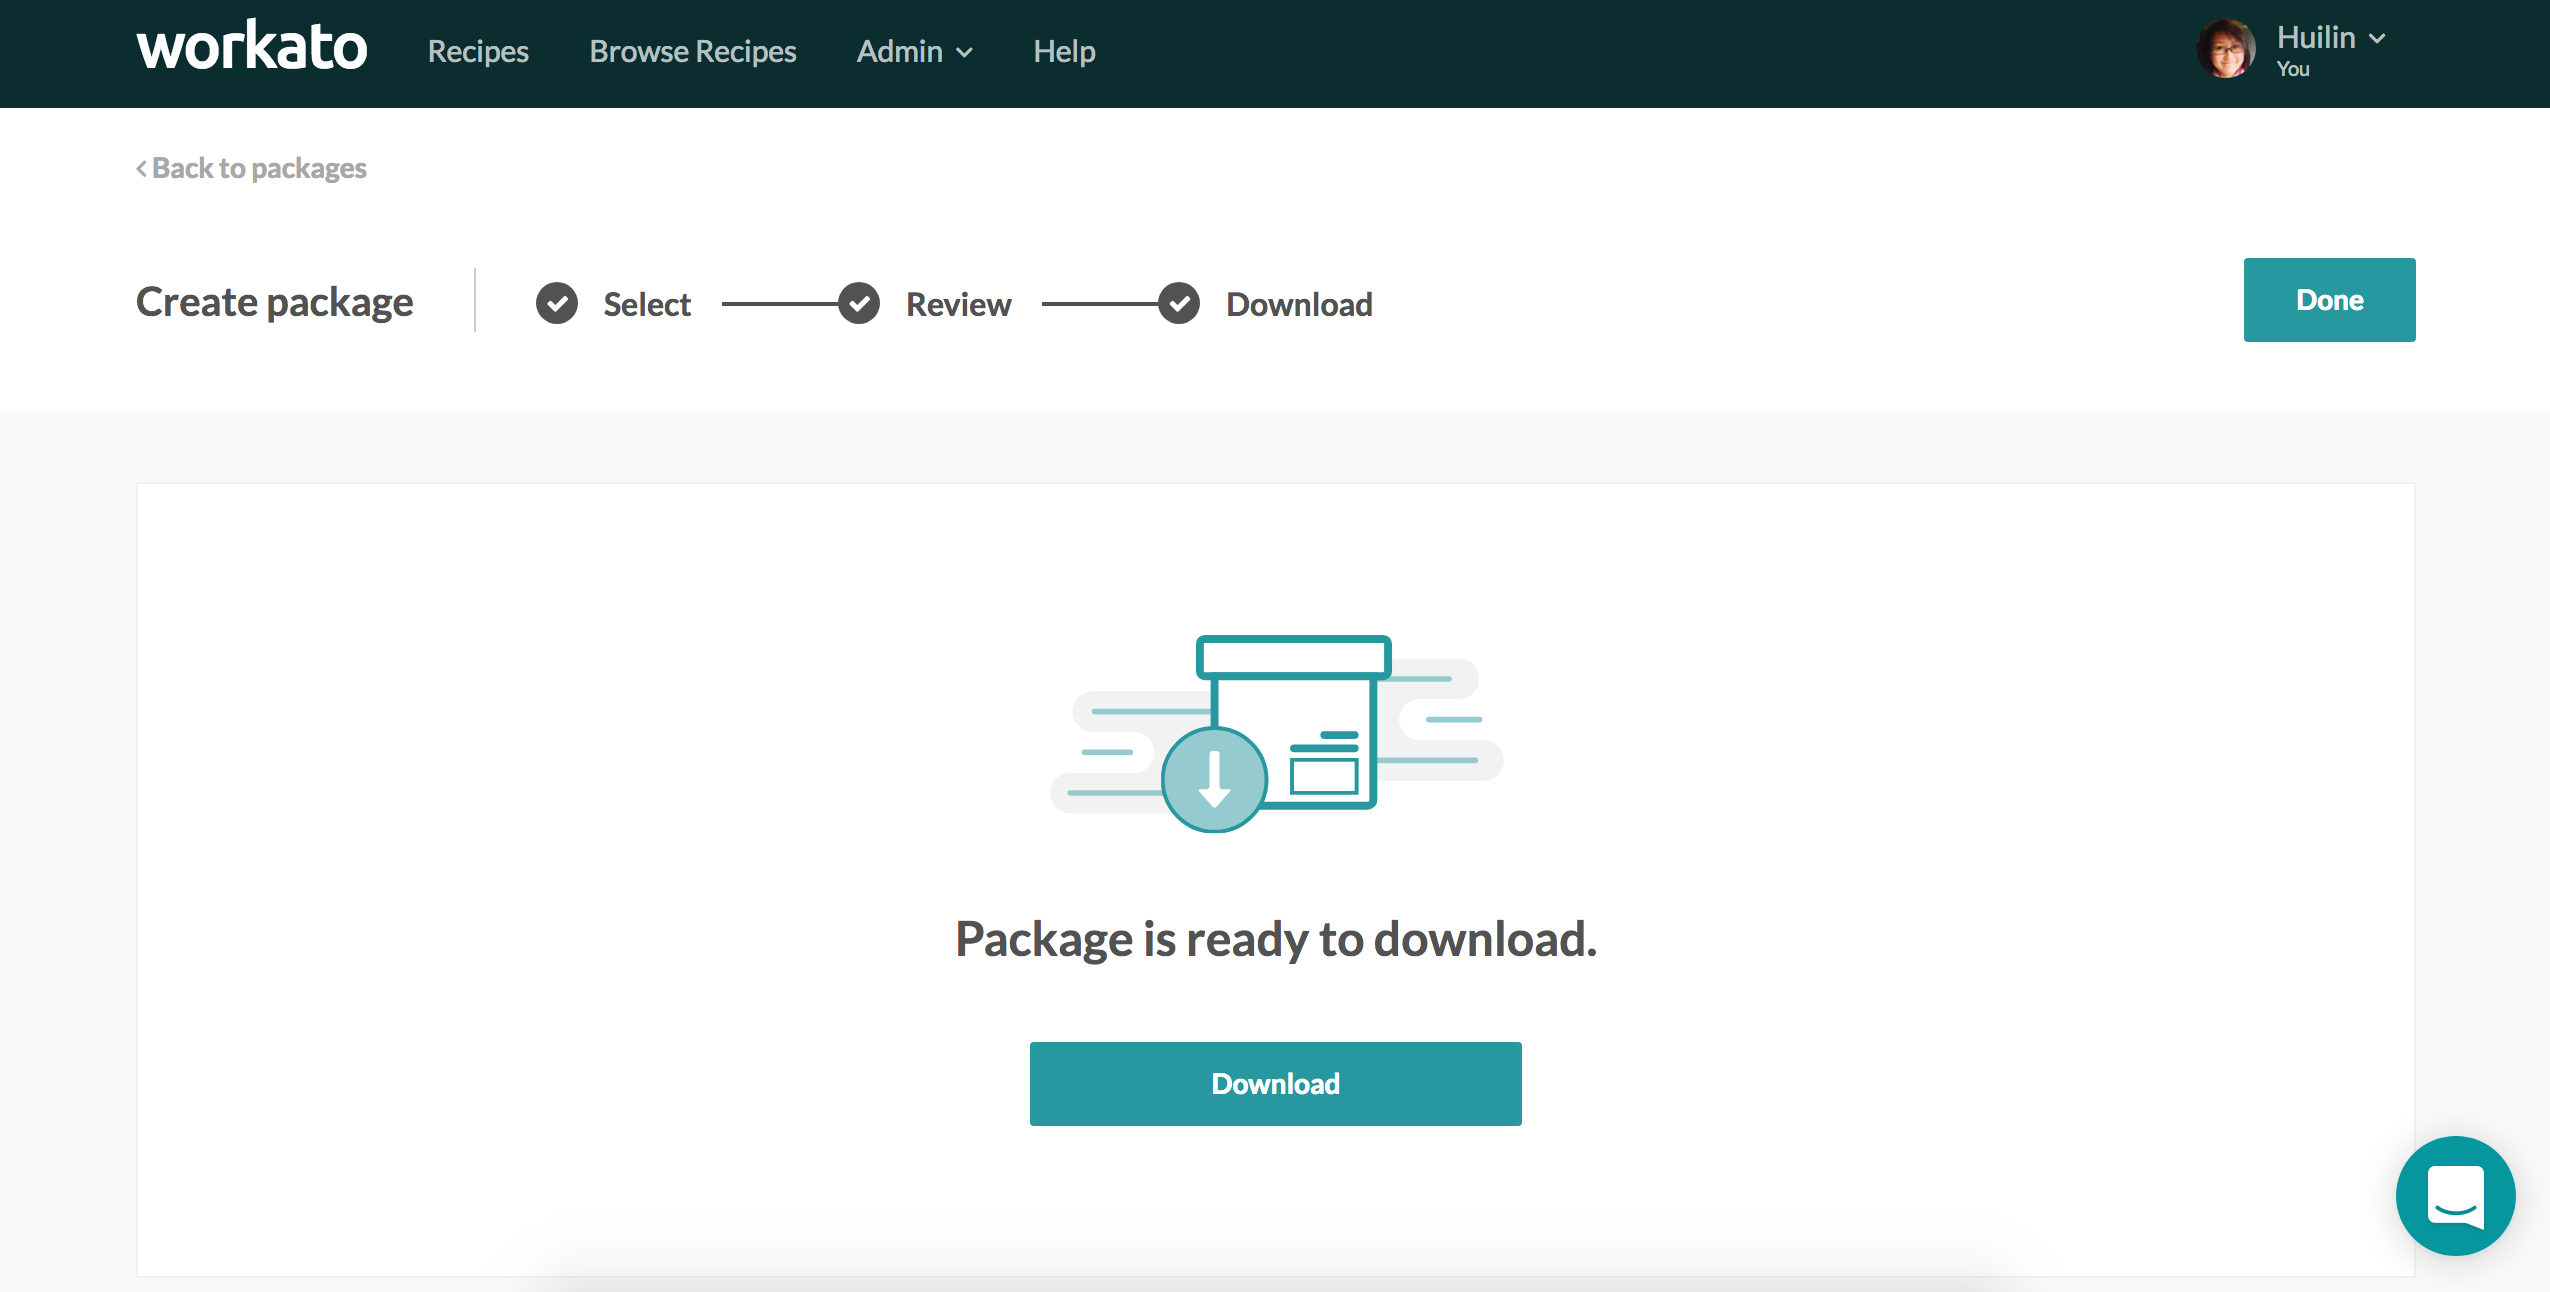 workato Recipes Browse Recipes Admin Help Huilin
You
Back to packages
Create package Select Review Download Done
Package is ready to download.
Download